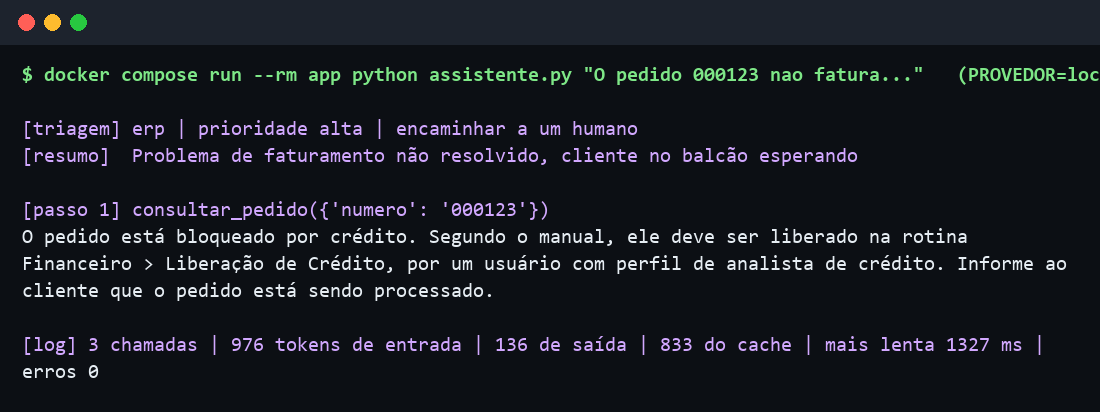 $ docker compose run --rm app python assistente.py "O pedido 000123 nao fatura..."   (PROVEDOR=loc
[triagem] erp | prioridade alta | encaminhar a um humano
[resumo]  Problema de faturamento não resolvido, cliente no balcão esperando
[passo 1] consultar_pedido({'numero': '000123'})
O pedido está bloqueado por crédito. Segundo o manual, ele deve ser liberado na rotina
Financeiro > Liberação de Crédito, por um usuário com perfil de analista de crédito. Informe ao
cliente que o pedido está sendo processado.
[log] 3 chamadas | 976 tokens de entrada | 136 de saída | 833 do cache | mais lenta 1327 ms |
erros 0